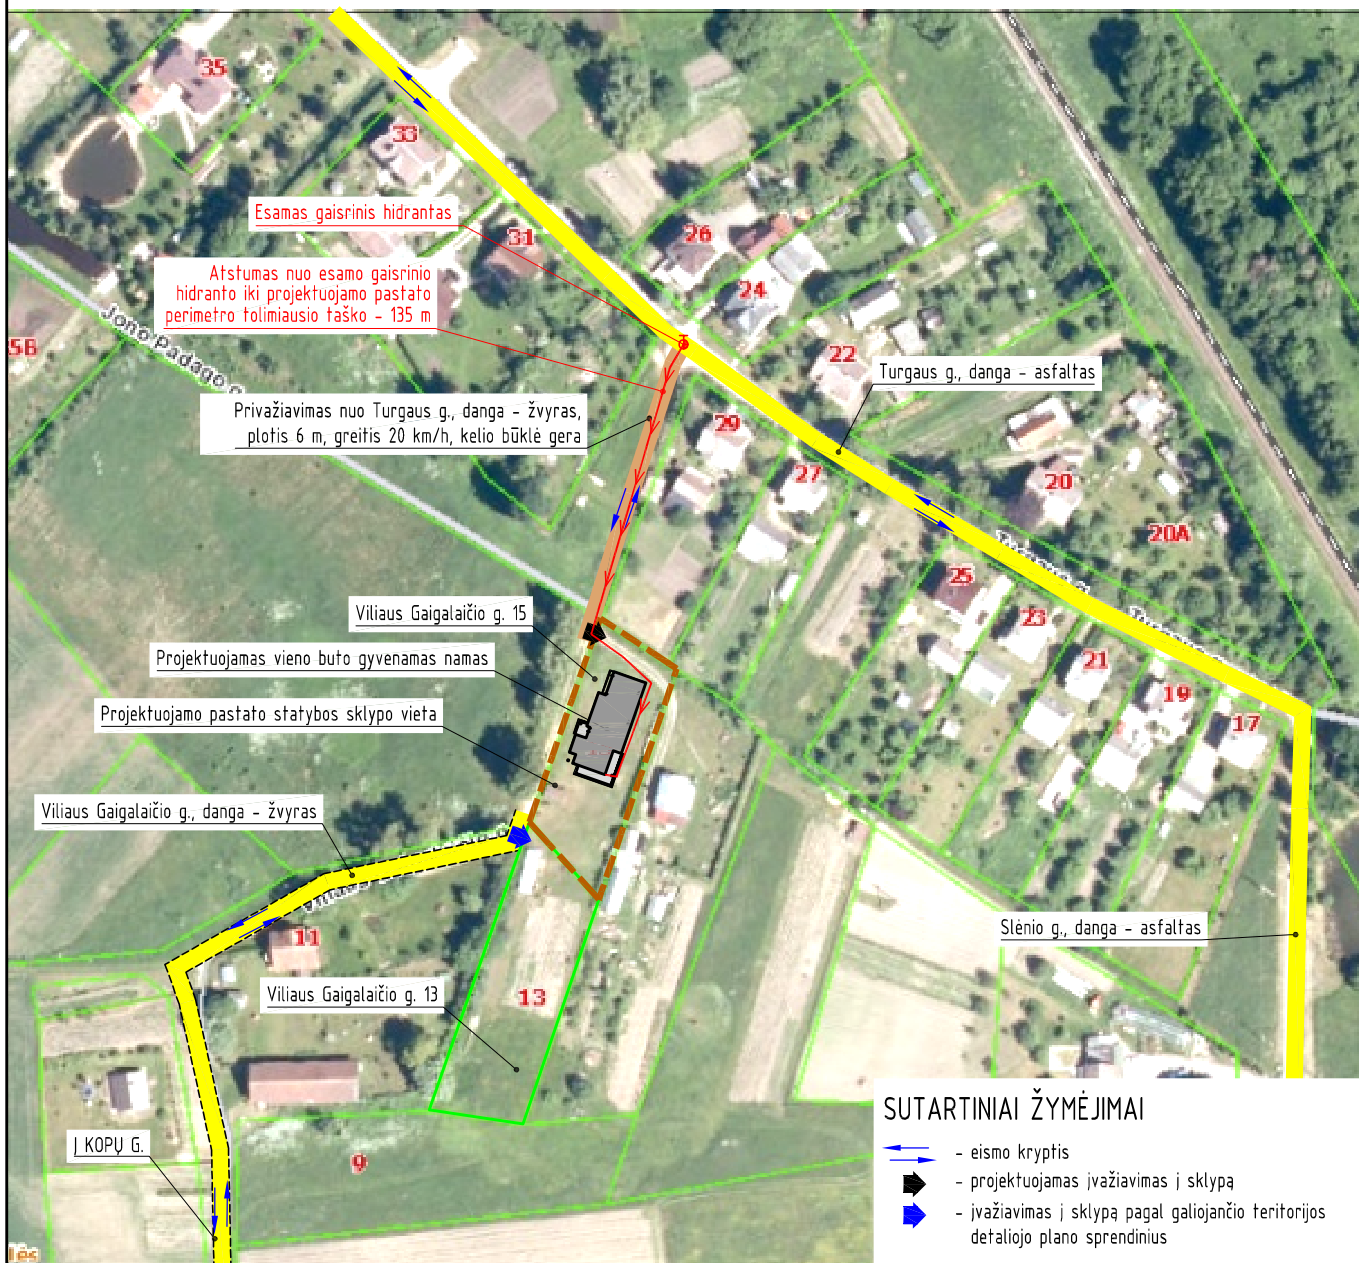 35
33
Esamas gaisrinis hidrantas
31
26
Atstumas nuo esamo gaisrinio
hidranto iki projektuojamo pastato
perimetro tolimiausio taško - 135 m
24
Jono Padago g.
5B
22
Turgaus g., danga - asfaltas
Privažiavimas nuo Turgaus g., danga - žvyras,
plotis 6 m, greitis 20 km/h, kelio būklė gera
29
27
20
20A
25
Viliaus Gaigalaičio g. 15
23
Projektuojamas vieno buto gyvenamas namas
21
19
Projektuojamo pastato statybos sklypo vieta
17
Viliaus Gaigalaičio g., danga - žvyras
11
Slėnio g., danga - asfaltas
Viliaus Gaigalaičio g. 13
13
Į KOPŲ G.
9
SUTARTINIAI ŽYMĖJIMAI
- eismo kryptis
- projektuojamas įvažiavimas į sklypą
- įvažiavimas į sklypą pagal galiojančio teritorijos
detaliojo plano sprendinius